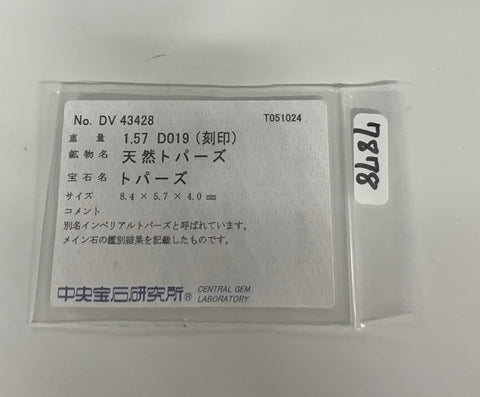 No. DV 43428 T051024
重量 1.57 D019 (刻印)
鉱物名 天然トパーズ
宝石名 トパーズ
サイズ 8.4 × 5.7 × 4.0 mm
コメント
別名インペリアルトパーズと呼ばれています。
メイン石の鑑別結果を記載したものです。
中央宝石研究所® CENTRAL GEM
LABORATORY
7878